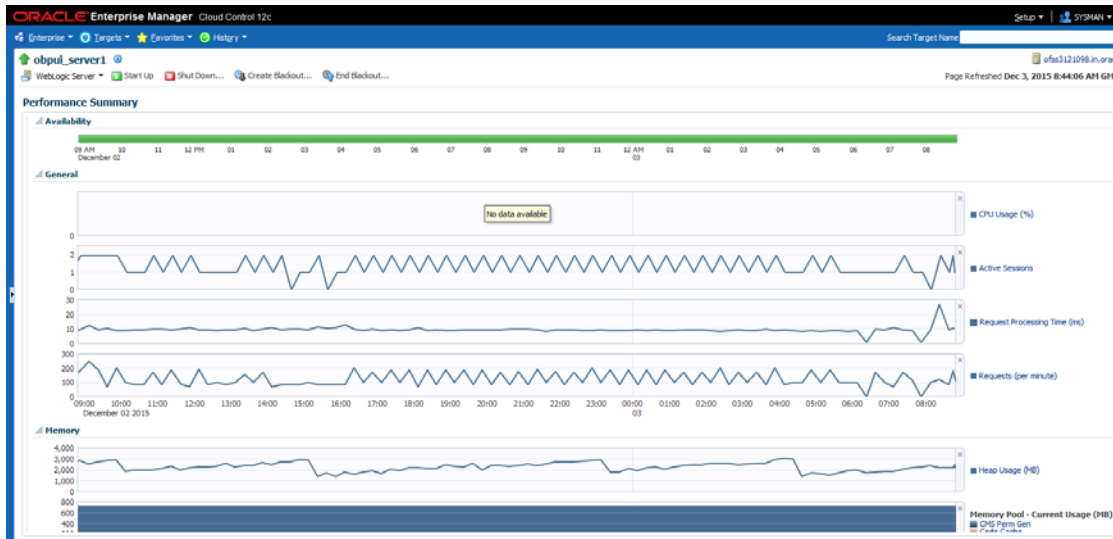 ORACLE Enterprise Manager Cloud Control 12c
Setup SYSMAN
Enterprise Targets Favorites History
Search Target Name
obpul_server1
ofss3121098.in.ora
WebLogic Server Start Up Shut Down... Create Blackout... End Blackout...
Page Refreshed Dec 3, 2015 8:44:06 AM GM
Performance Summary
Availability
09 AM 10 11 12 PM 01 02 03 04 05 06 07 08 09 10 11 12 AM 01 02 03 04 05 06 07 08
December 02 03
General
No data available
CPU Usage (%)
0
2
1
0
Active Sessions
30
20
10
0
Request Processing Time (ms)
300
200
100
0
Requests (per minute)
09:00 10:00 11:00 12:00 13:00 14:00 15:00 16:00 17:00 18:00 19:00 20:00 21:00 22:00 23:00 00:00 01:00 02:00 03:00 04:00 05:00 06:00 07:00 08:00
December 02 2015 03
Memory
4,000
3,000
2,000
1,000
0
Heap Usage (MB)
800
600
400
Memory Pool - Current Usage (MB)
CMS Perm Gen